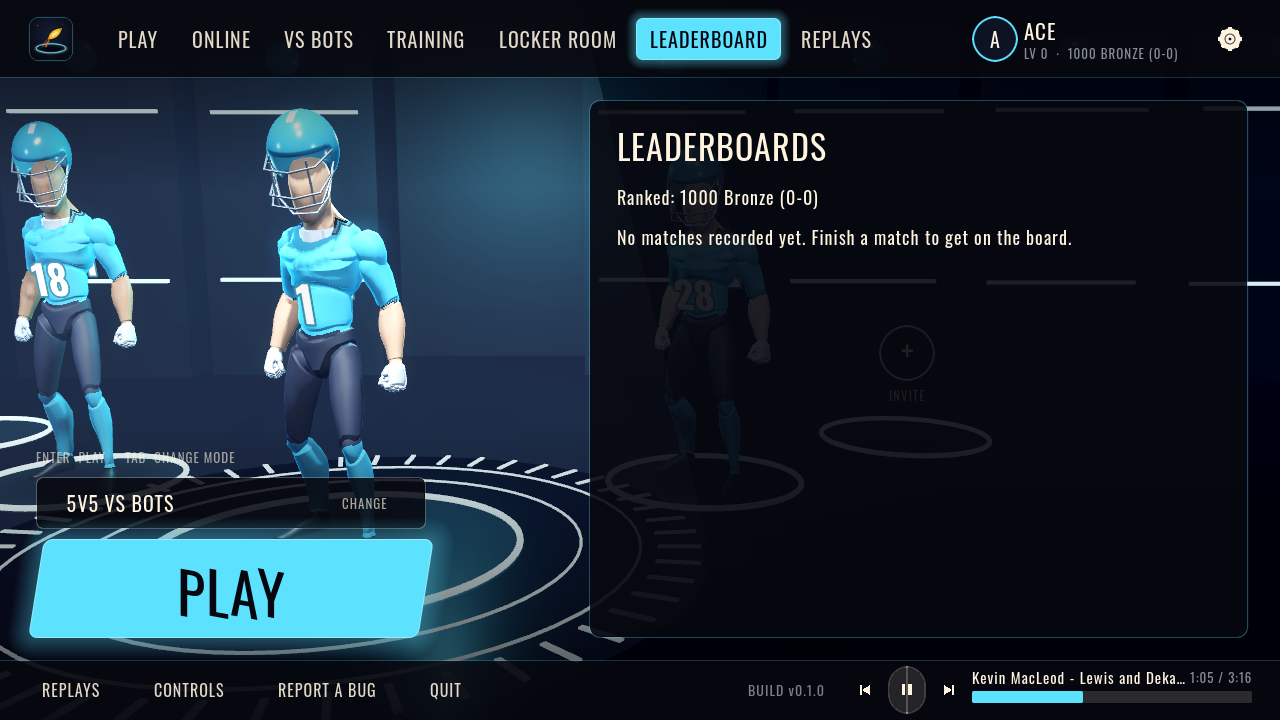 PLAY
ONLINE
VS BOTS
TRAINING
LOCKER ROOM
LEADERBOARD
REPLAYS
A
ACE
LV 0 · 1000 BRONZE (0-0)
LEADERBOARDS
Ranked: 1000 Bronze (0-0)
No matches recorded yet. Finish a match to get on the board.
18
1
28
+
INVITE
ENTER PLAY · TAB CHANGE MODE
5V5 VS BOTS
CHANGE
PLAY
REPLAYS
CONTROLS
REPORT A BUG
QUIT
BUILD v0.1.0
Kevin MacLeod - Lewis and Deka...
1:05 / 3:16